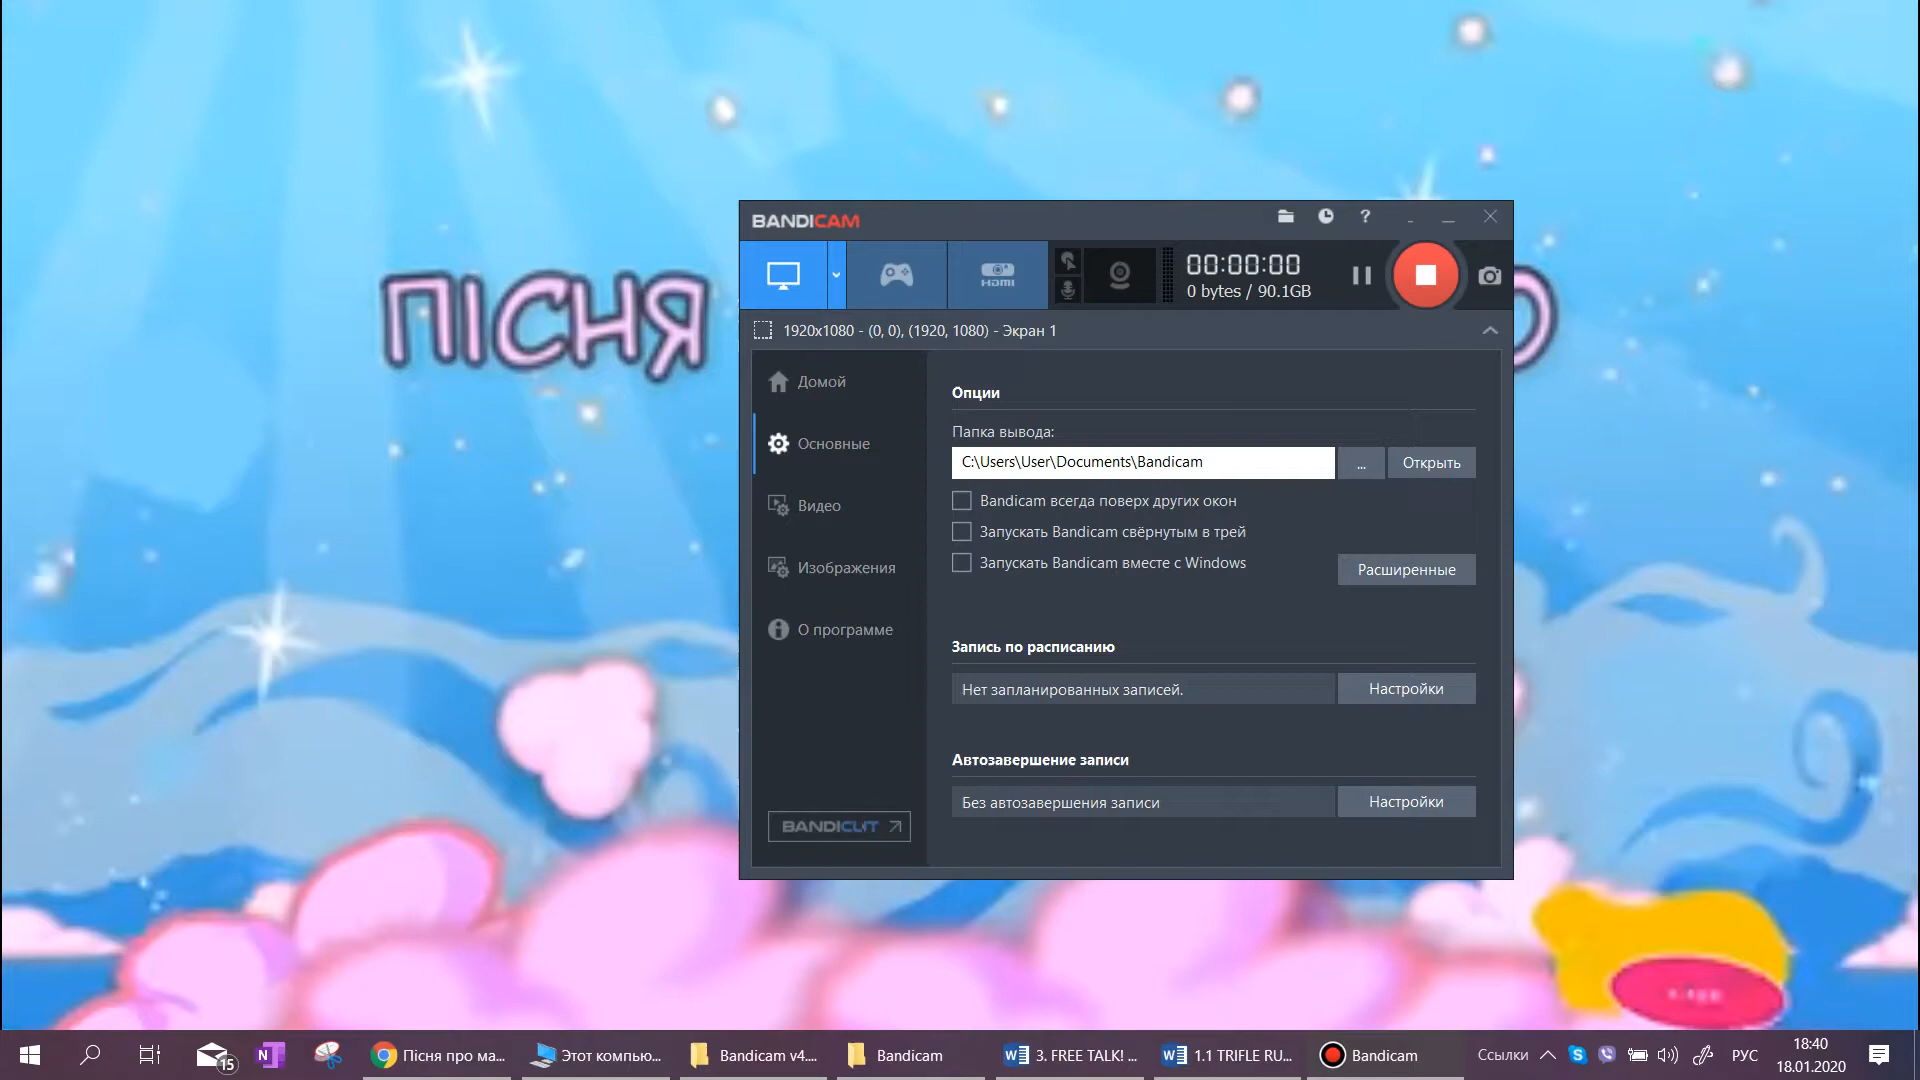 ПІСНЯ
BANDICAM
?
HDMI
00:00:00
0 bytes / 90.1GB
1920x1080 - (0, 0), (1920, 1080) - Экран 1
Домой
Основные
Видео
Изображения
О программе
BANDICUT
Опции
Папка вывода:
C:\Users\User\Documents\Bandicam
...
Открыть
Bandicam всегда поверх других окон
Запускать Bandicam свёрнутым в трей
Запускать Bandicam вместе с Windows
Расширенные
Запись по расписанию
Нет запланированных записей.
Настройки
Автозавершение записи
Без автозавершения записи
Настройки
15
Пісня про ма...
Этот компью...
Bandicam v4....
Bandicam
3. FREE TALK! ...
1.1 TRIFLE RU...
Bandicam
Ссылки
РУС
18:40
18.01.2020